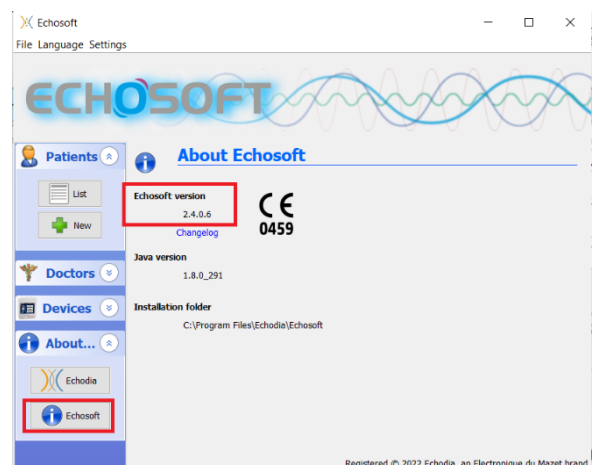 Echosoft
File Language Settings
ECHOSOFT
Patients
List
New
Doctors
Devices
About...
Echodia
Echosoft
About Echosoft
Echosoft version
2.4.0.6
Changelog
CE
0459
Java version
1.8.0_291
Installation folder
C:\Program Files\Echodia\Echosoft
Registered © 2022 Echodia, an Electronique du Mazet brand